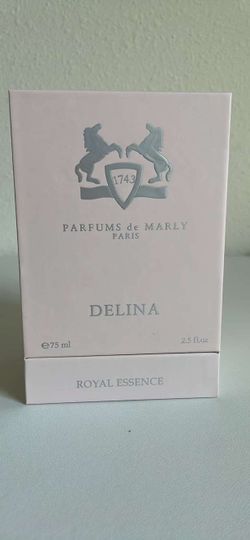 1743
PARFUMS de MARLY
PARIS
DELINA
℮75 ml 2.5 fl.oz
ROYAL ESSENCE